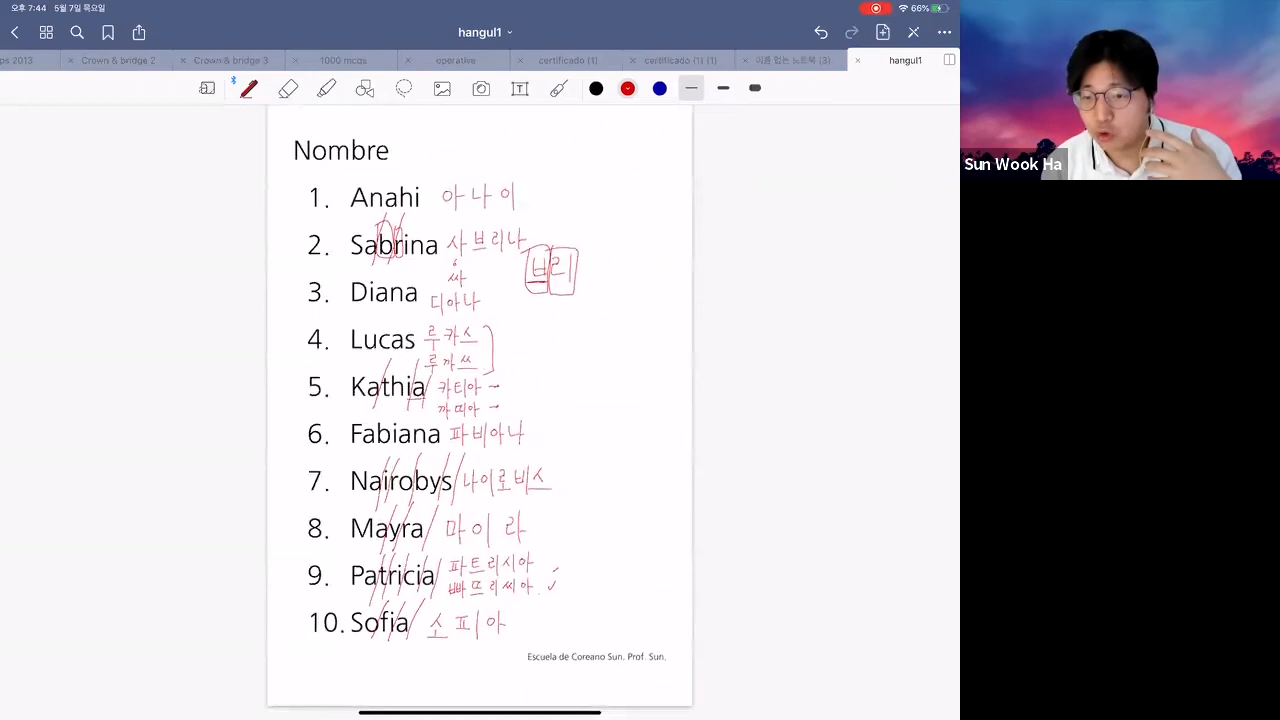 오후 7:44 5월 7일 목요일
66%
hangul1
ps 2013
Crown & bridge 2
Crown & bridge 3
1000 mcqs
operative
certificado (1)
certificado (1) (1)
이름 없는 노트북 (3)
hangul1
Sun Wook Ha
Nombre
1. Anahi 아나이
2. Sabrina 사브리나
브리
싸
3. Diana 디아나
4. Lucas 루카스
루까쓰
5. Kathia 카티아
까띠아
6. Fabiana 파비아나
7. Nairobys 나이로비스
8. Mayra 마이라
9. Patricia 파트리시아
빠뜨리씨아.
10. Sofia 소피아
Escuela de Coreano Sun. Prof. Sun.